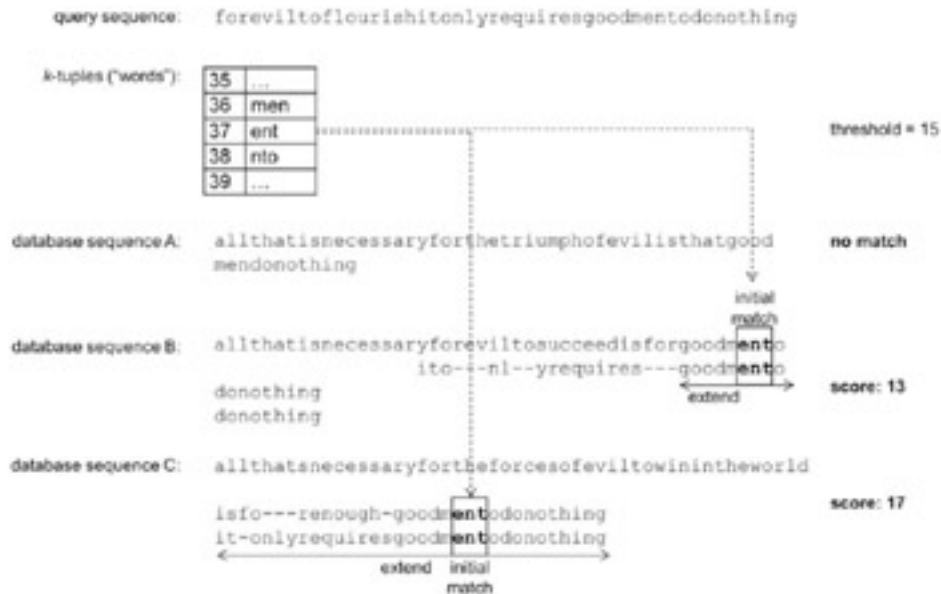 query sequence: foreviltoflourishitonlyrequiresgoodmentodonothing
k-tuples ("words"):
35 ...
36 men
37 ent
38 nto
39 ...
threshold = 15
database sequence A: allthatisnecessaryforthetriumphofevilisthatgood
no match
mendonothing
initial
match
database sequence B: allthatisnecessaryforeviltosucceedisforgoodmento
ito---nl--yrequires---goodmento
donothing
extend
score: 13
donothing
database sequence C: allthatsnecessaryfortheforcesofeviltowinintheworld
score: 17
isfo---renough-goodmentodonothing
it-onlyrequiresgoodmentodonothing
extend initial
match